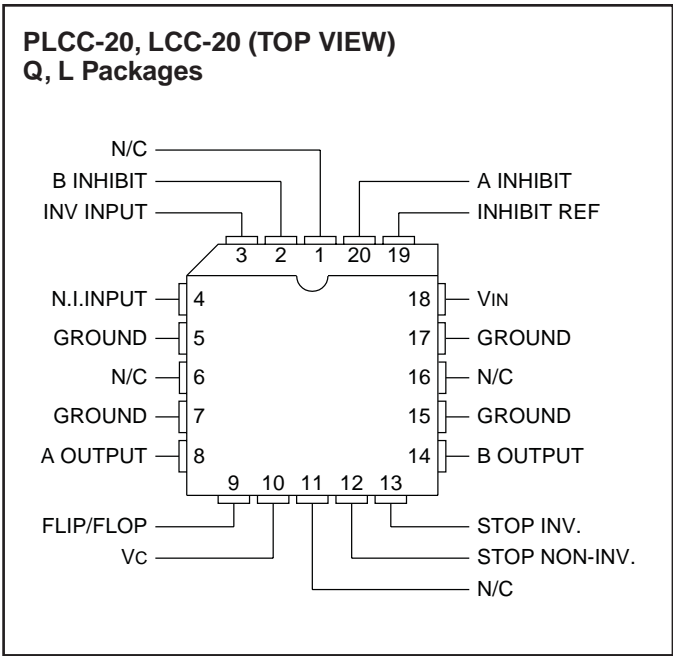 PLCC-20, LCC-20 (TOP VIEW)
Q, L Packages
N/C
B INHIBIT
INV INPUT
A INHIBIT
INHIBIT REF
3 2 1 20 19
N.I.INPUT 4
GROUND 5
N/C 6
GROUND 7
A OUTPUT 8
18 VIN
17 GROUND
16 N/C
15 GROUND
14 B OUTPUT
9 10 11 12 13
FLIP/FLOP
VC
STOP INV.
STOP NON-INV.
N/C